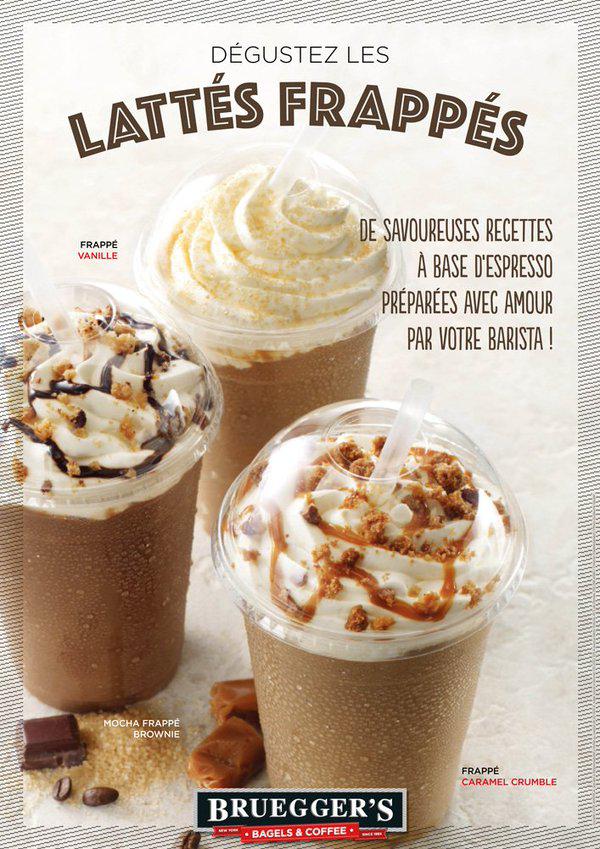 DÉGUSTEZ LES
LATTÉS FRAPPÉS
FRAPPÉ
VANILLE
DE SAVOUREUSES RECETTES
À BASE D'ESPRESSO
PRÉPARÉES AVEC AMOUR
PAR VOTRE BARISTA !
MOCHA FRAPPÉ
BROWNIE
FRAPPÉ
CARAMEL CRUMBLE
BRUEGGER'S
NEW YORK • BAGELS & COFFEE • SINCE 1983